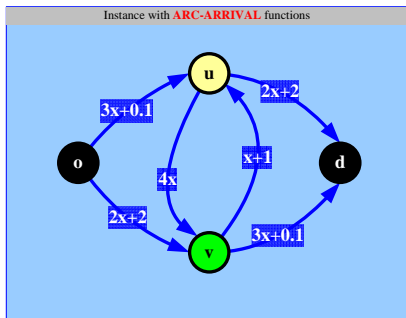 Instance with ARC-ARRIVAL functions
u
3x+0.1
2x+2
o
4x
x+1
d
2x+2
3x+0.1
v